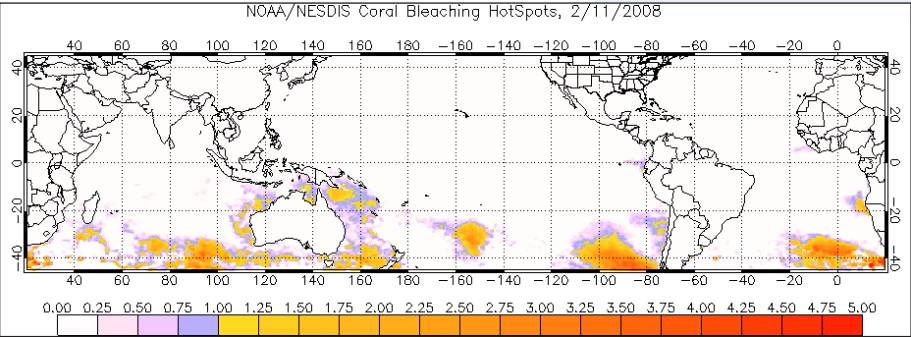 NOAA/NESDIS Coral Bleaching HotSpots, 2/11/2008
40 60 80 100 120 140 160 180 -160 -140 -120 -100 -80 -60 -40 -20 0
40 40
20 20
0 0
-20 -20
-40 -40
40 60 80 100 120 140 160 180 -160 -140 -120 -100 -80 -60 -40 -20 0
0.00 0.25 0.50 0.75 1.00 1.25 1.50 1.75 2.00 2.25 2.50 2.75 3.00 3.25 3.50 3.75 4.00 4.25 4.50 4.75 5.00